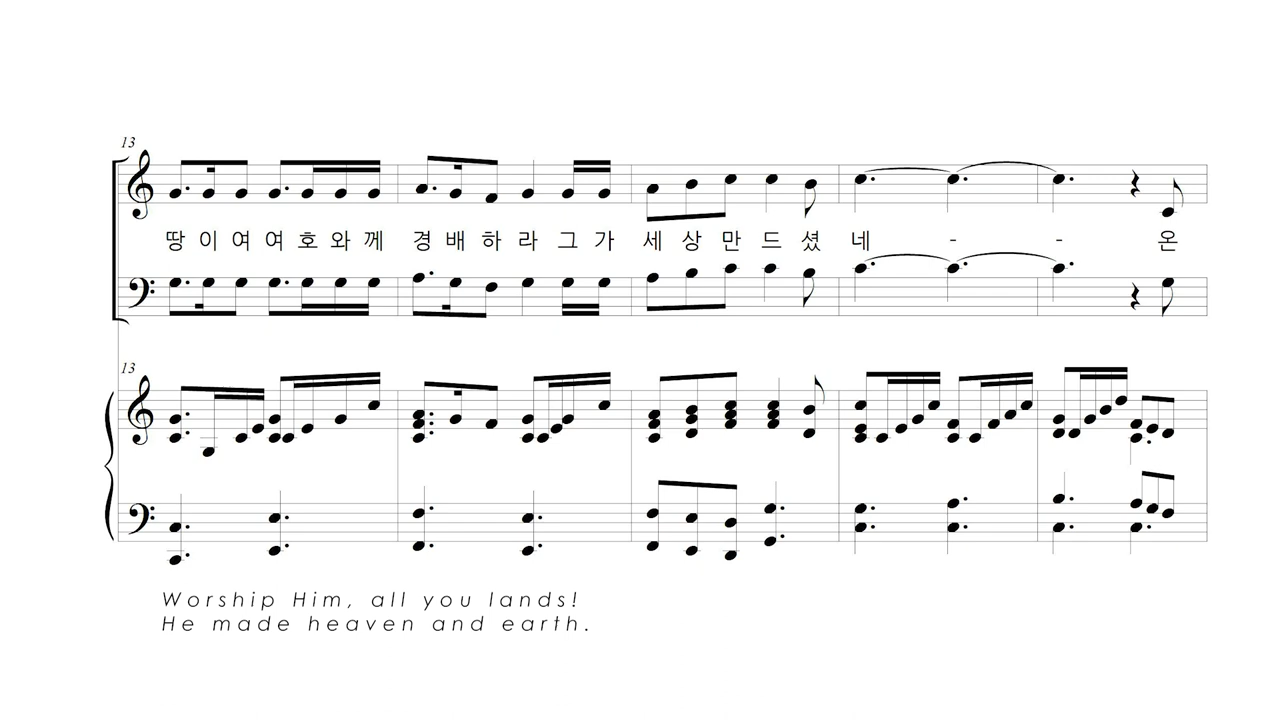 13
땅 이 여 여 호 와 께 경 배 하 라 그 가 세 상 만 드 셨 네 - - 온
13
Worship Him, all you lands!
He made heaven and earth.